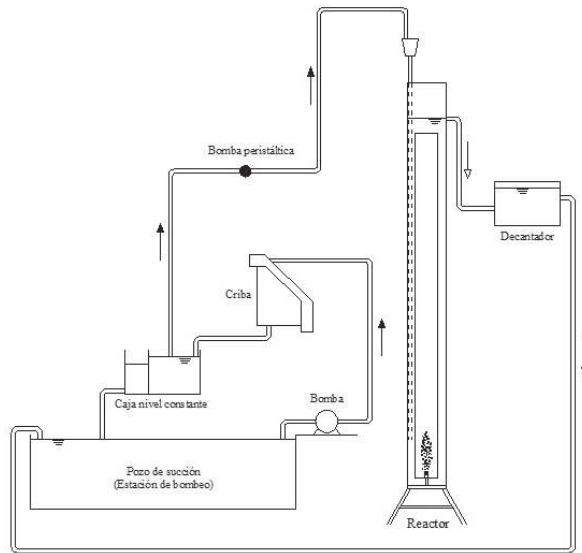 Bomba peristáltica
Decantador
Criba
Caja nivel constante
Bomba
Pozo de succión
(Estación de bombeo)
Reactor